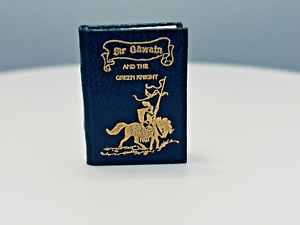 Sir Gawain
AND THE
GREEN KNIGHT